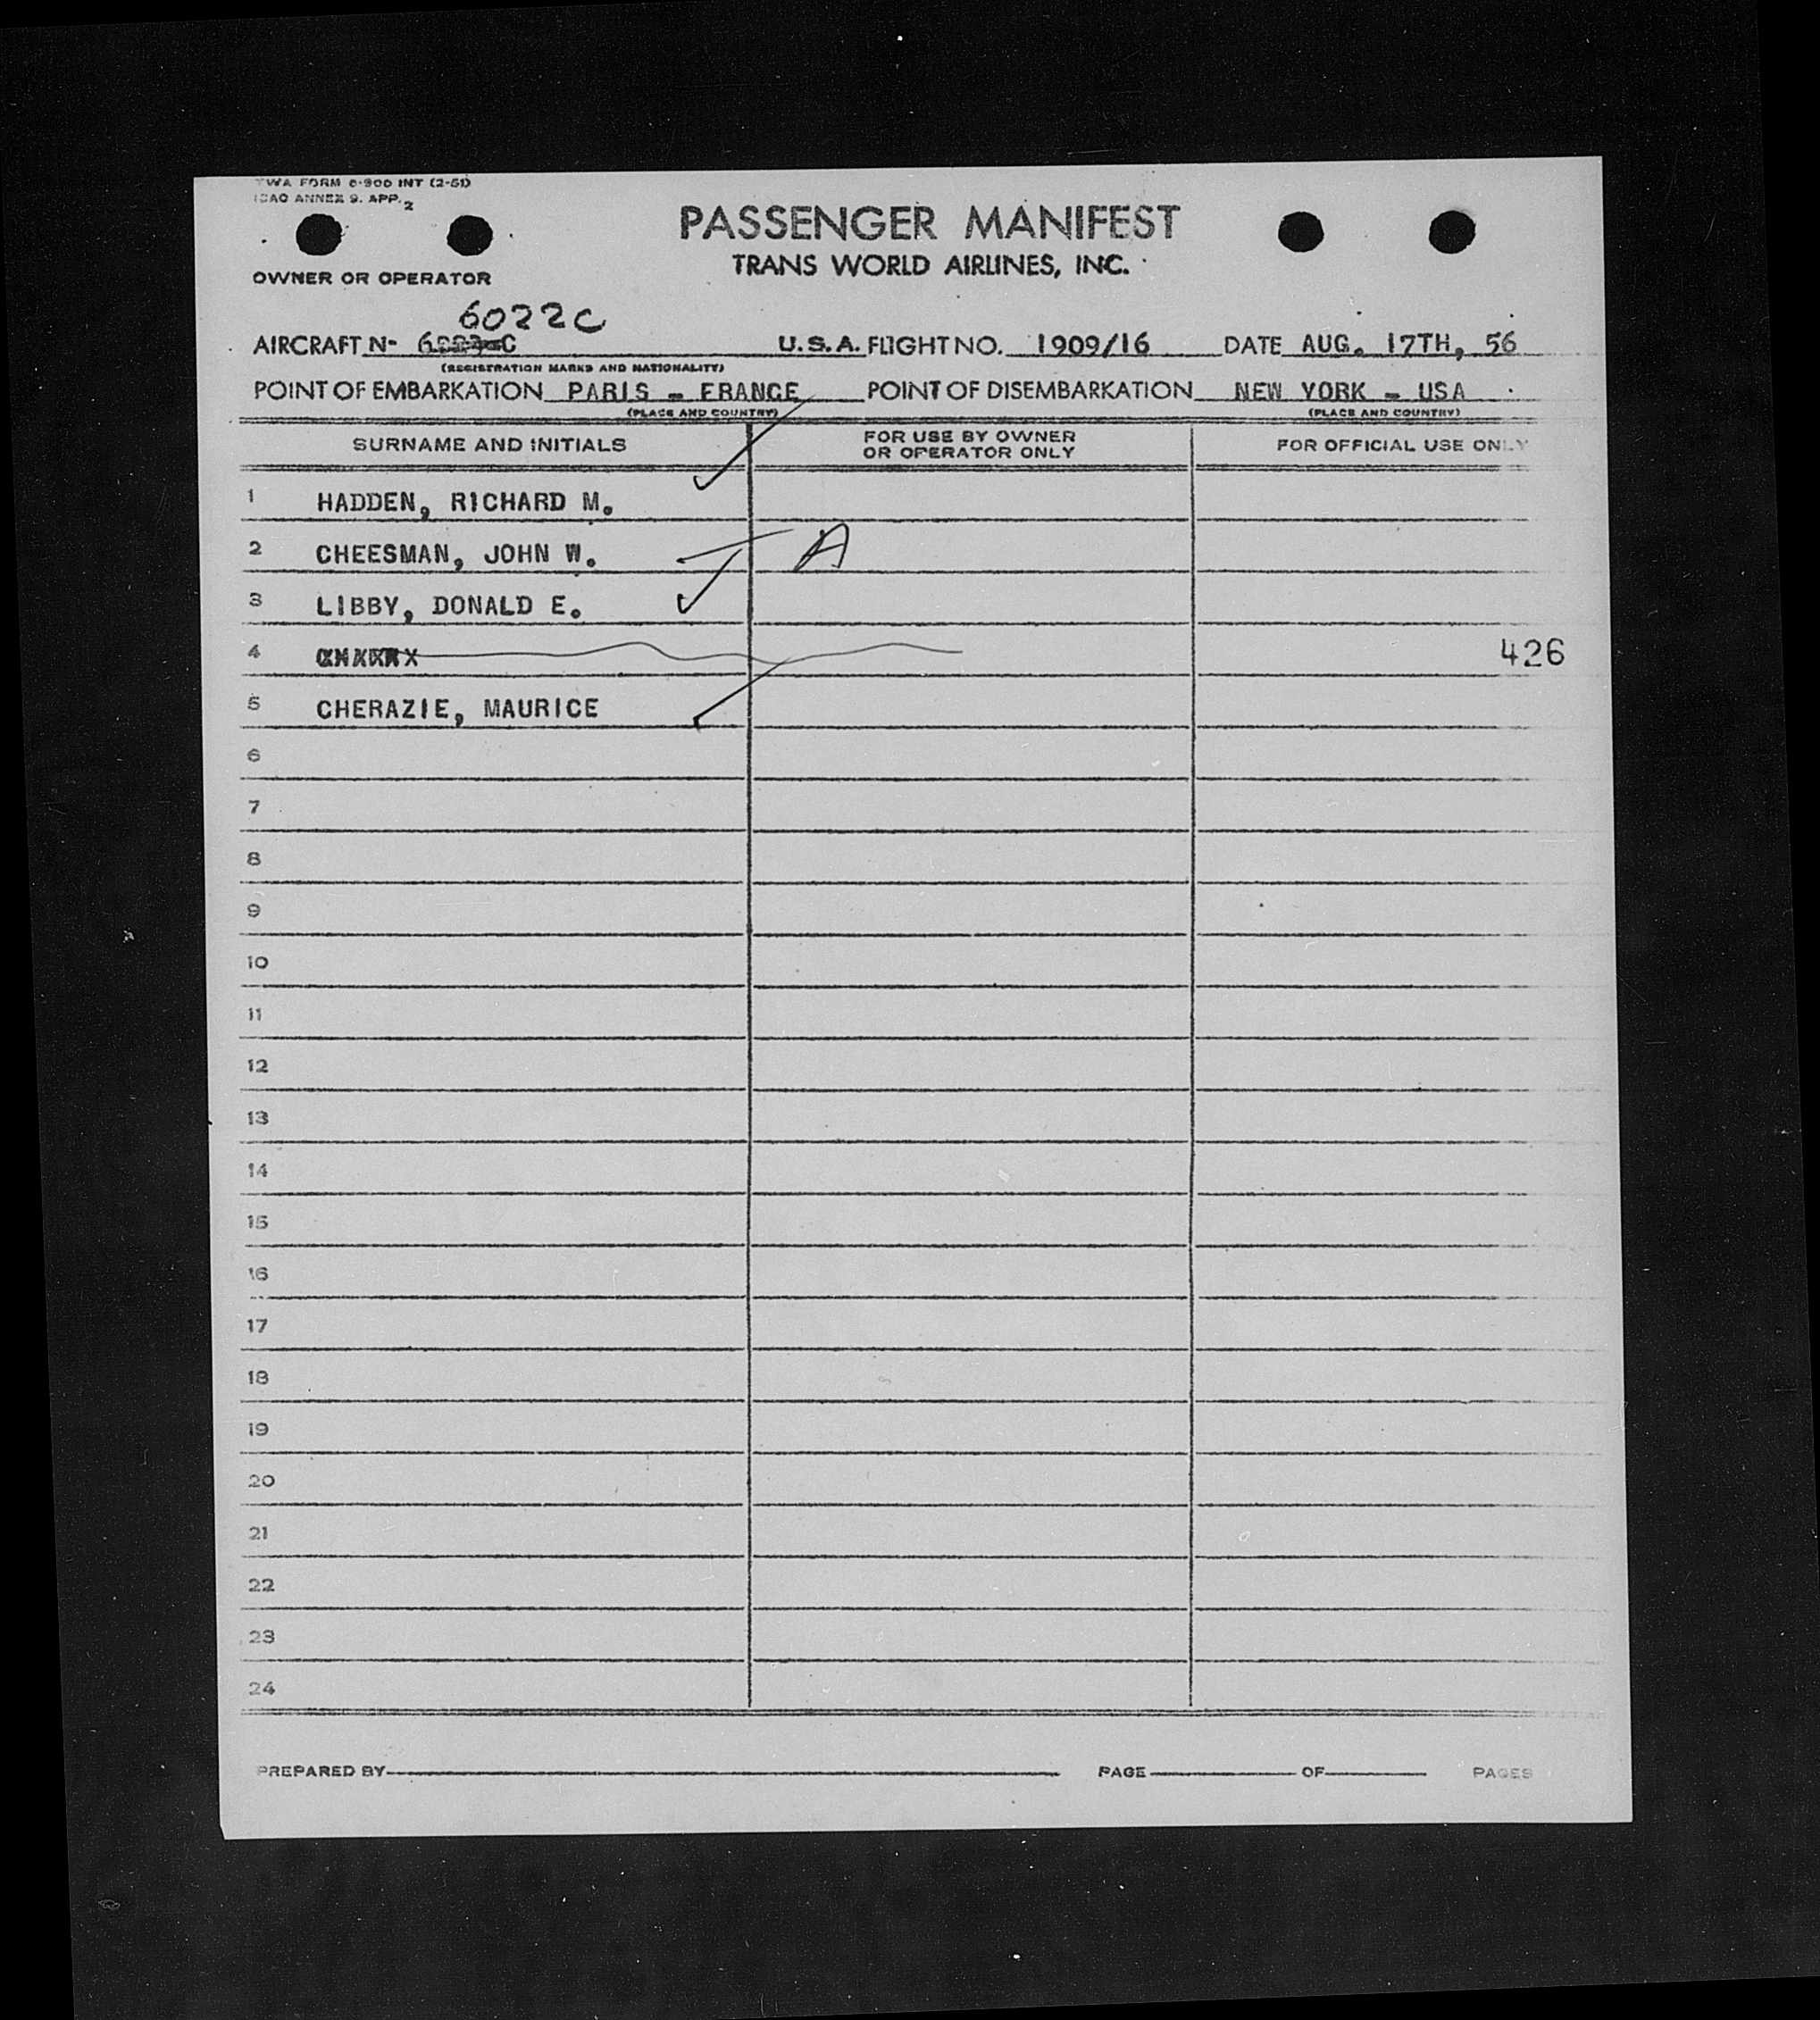 TWA FORM 0-900 INT (2-51)
ICAO ANNEX 9. APP. 2
PASSENGER MANIFEST
TRANS WORLD AIRLINES, INC.
OWNER OR OPERATOR
6022C
AIRCRAFT N- U.S.A. FLIGHT NO. 1909/16 DATE AUG. 17TH, 56
(REGISTRATION MARKS AND NATIONALITY)
POINT OF EMBARKATION PARIS - FRANCE POINT OF DISEMBARKATION NEW YORK - USA
(PLACE AND COUNTRY) (PLACE AND COUNTRY)
SURNAME AND INITIALS FOR USE BY OWNER OR OPERATOR ONLY FOR OFFICIAL USE ONLY
1 HADDEN, RICHARD M.
2 CHEESMAN, JOHN W. A
3 LIBBY, DONALD E.
4 426
5 CHERAZIE, MAURICE
6
7
8
9
10
11
12
13
14
15
16
17
18
19
20
21
22
23
24
PREPARED BY PAGE OF PAGES